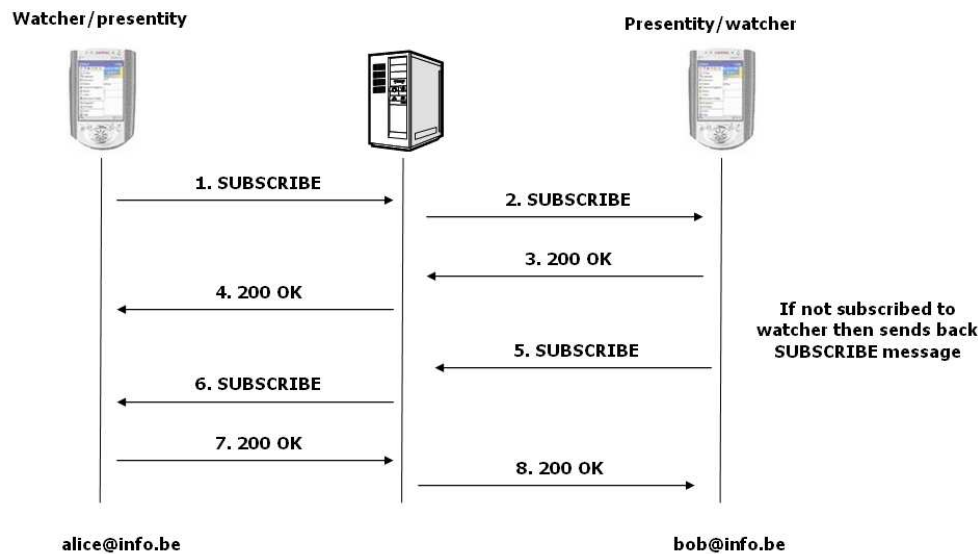 Watcher/presentity
Presentity/watcher
1. SUBSCRIBE
2. SUBSCRIBE
3. 200 OK
4. 200 OK
If not subscribed to
watcher then sends back
SUBSCRIBE message
5. SUBSCRIBE
6. SUBSCRIBE
7. 200 OK
8. 200 OK
alice@info.be
bob@info.be